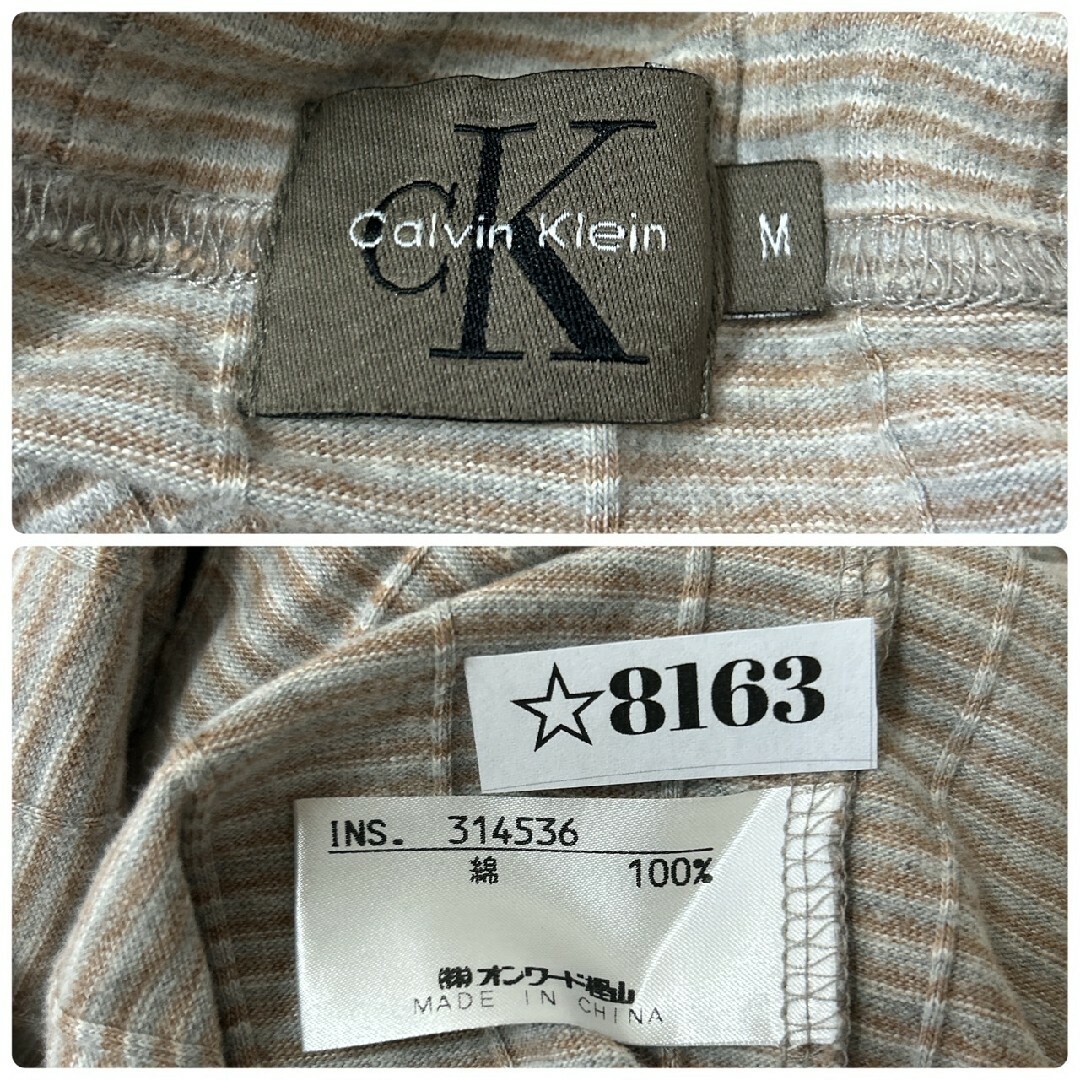 CK
Calvin Klein
M
☆8163
INS. 314536
綿 100%
(株)オンワード樫山
MADE IN CHINA